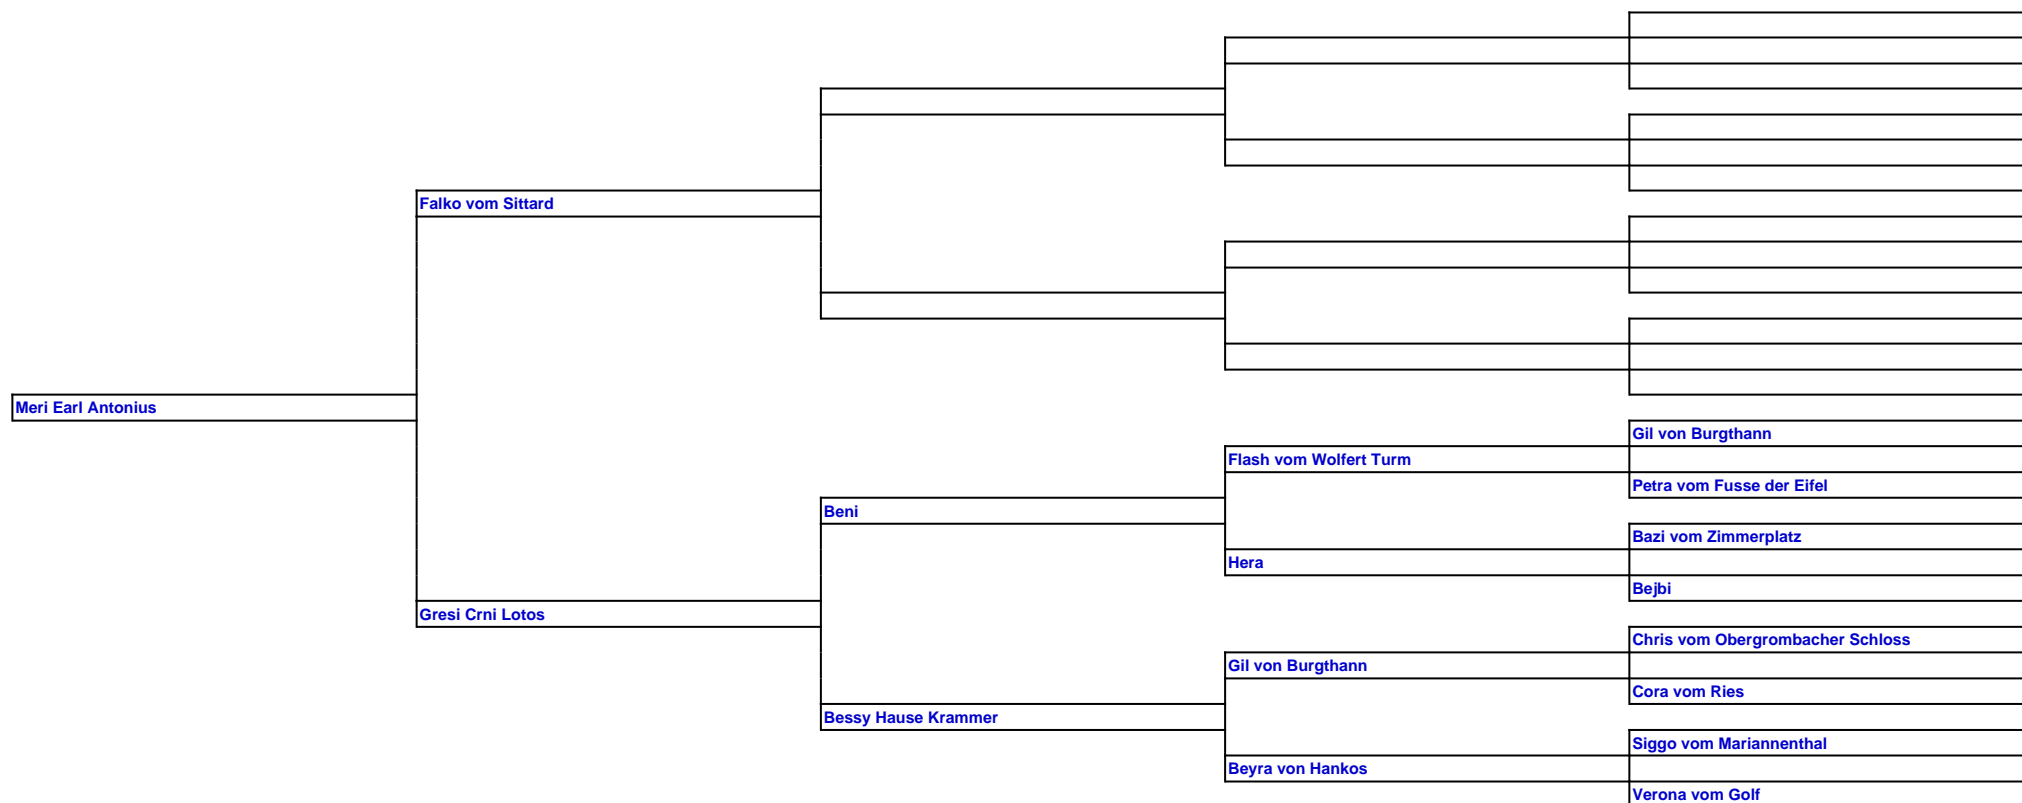 Falko vom Sittard
Meri Earl Antonius
Gil von Burgthann
Flash vom Wolfert Turm
Petra vom Fusse der Eifel
Beni
Bazi vom Zimmerplatz
Hera
Bejbi
Gresi Crni Lotos
Chris vom Obergrombacher Schloss
Gil von Burgthann
Cora vom Ries
Bessy Hause Krammer
Siggo vom Mariannenthal
Beyra von Hankos
Verona vom Golf